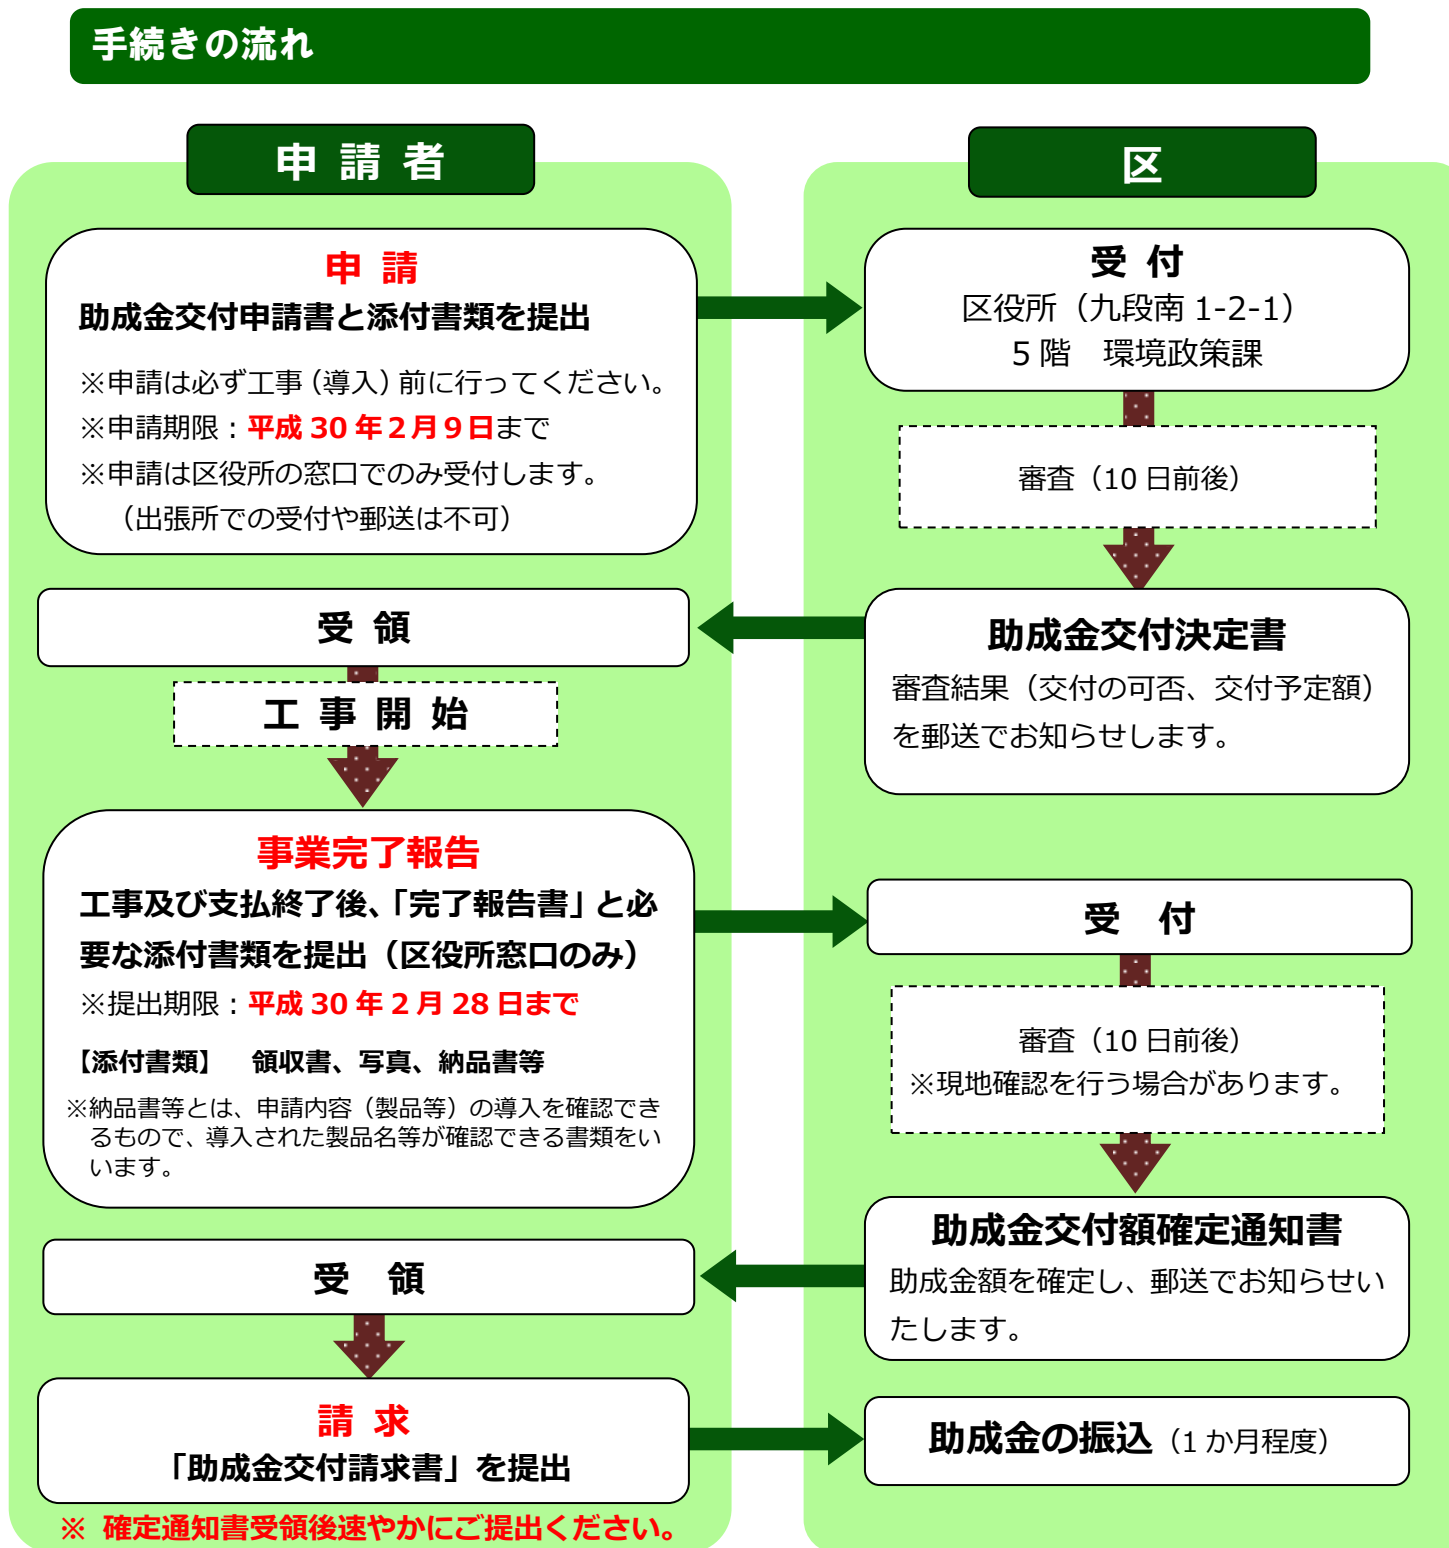 手続きの流れ
申 請 者
区
申 請
助成金交付申請書と添付書類を提出
※申請は必ず工事（導入）前に行ってください。
※申請期限：平成 30 年２月９日まで
※申請は区役所の窓口でのみ受付します。
（出張所での受付や郵送は不可）
受 付
区役所（九段南 1-2-1）
5 階　環境政策課
審査（10 日前後）
受 領
助成金交付決定書
審査結果（交付の可否、交付予定額）
を郵送でお知らせします。
工 事 開 始
事業完了報告
工事及び支払終了後、「完了報告書」と必
要な添付書類を提出（区役所窓口のみ）
※提出期限：平成 30 年 2 月 28 日まで
【添付書類】　領収書、写真、納品書等
※納品書等とは、申請内容（製品等）の導入を確認でき
るもので、導入された製品名等が確認できる書類をい
います。
受　付
審査（10 日前後）
※現地確認を行う場合があります。
受　領
助成金交付額確定通知書
助成金額を確定し、郵送でお知らせい
たします。
請 求
「助成金交付請求書」を提出
※ 確定通知書受領後速やかにご提出ください。
助成金の振込（1 か月程度）